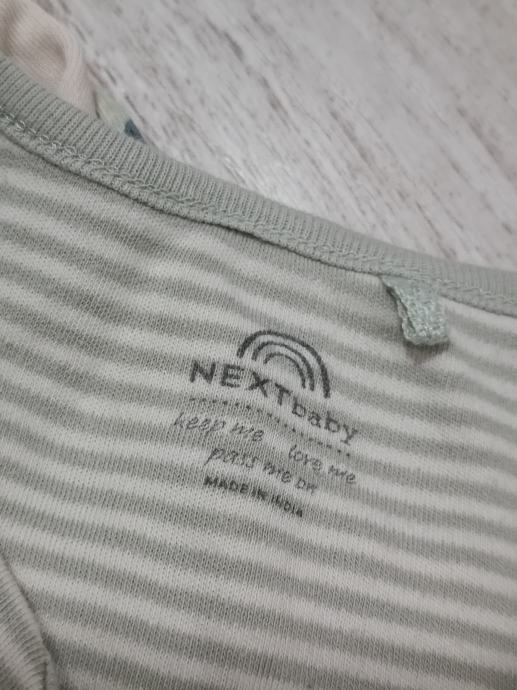 NEXTbaby
keep me love me
pass me on
MADE IN INDIA